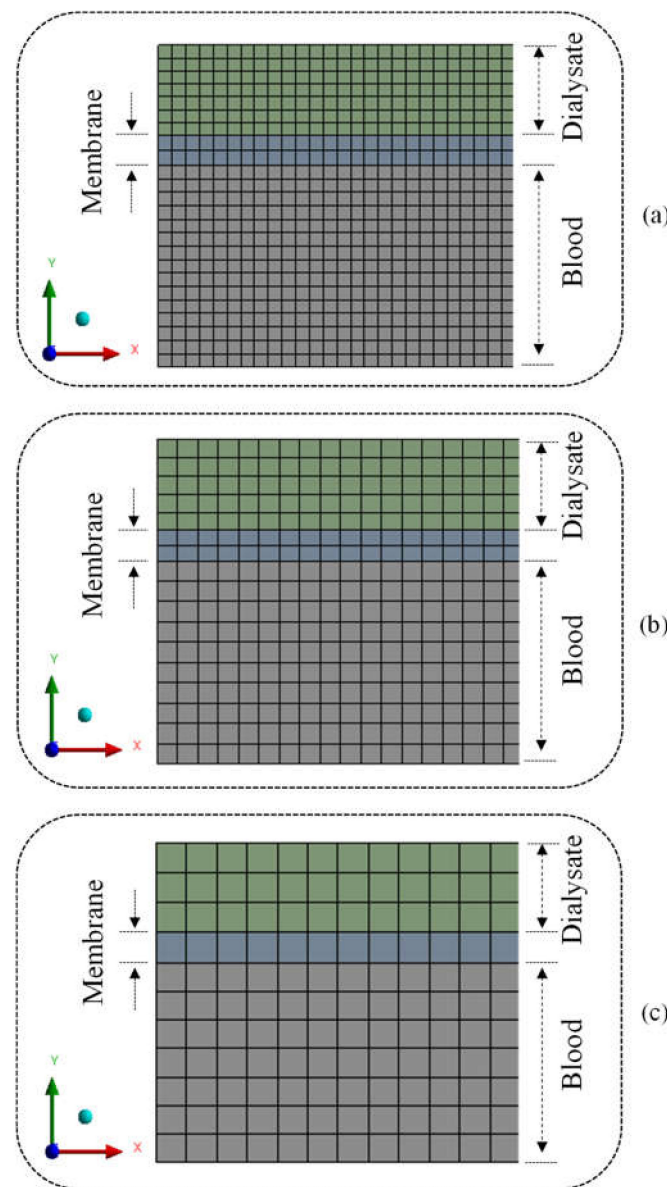 Membrane
Dialysate
Blood
Y
X
(a)
Membrane
Dialysate
Blood
Y
X
(b)
Membrane
Dialysate
Blood
Y
X
(c)